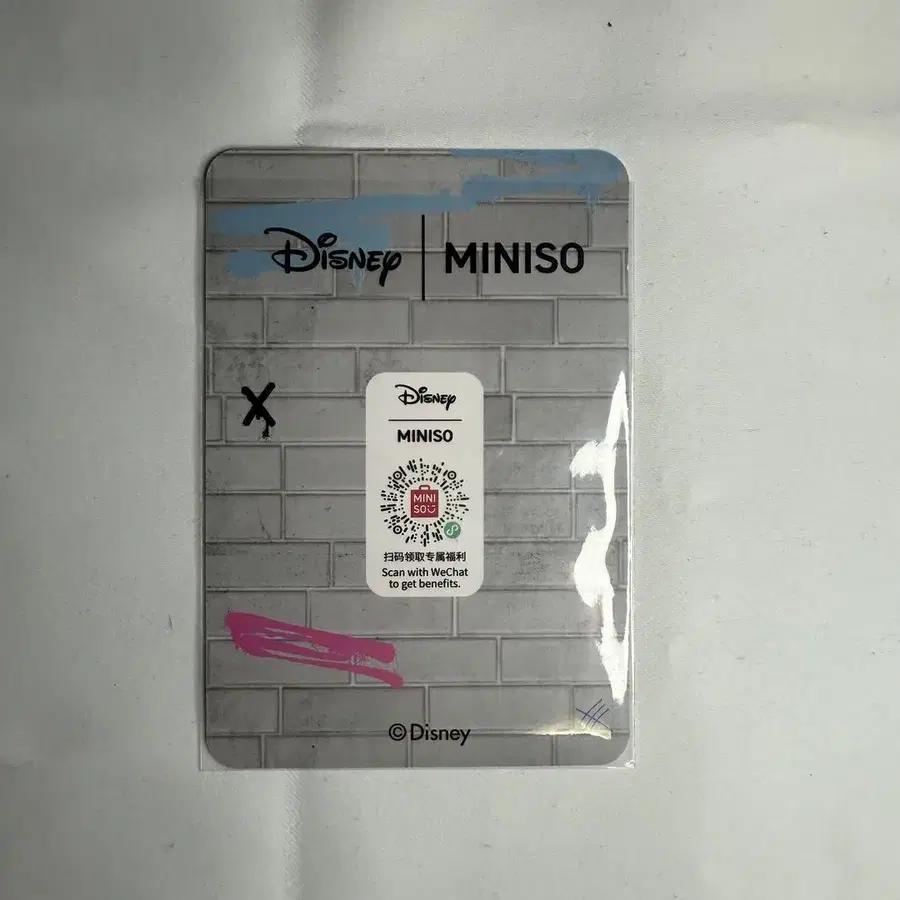 Disney | MINISO
X
Disney
MINISO
MINI
SO
扫码领取专属福利
Scan with WeChat
to get benefits.
©Disney